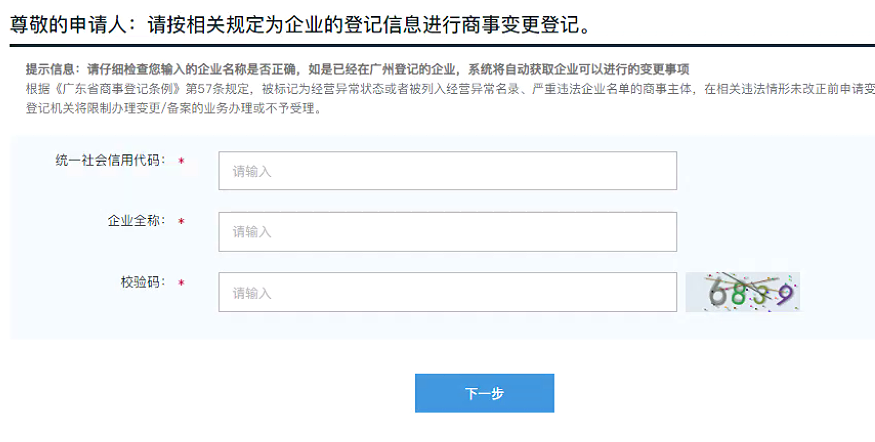 尊敬的申请人：请按相关规定为企业的登记信息进行商事变更登记。
提示信息：请仔细检查您输入的企业名称是否正确，如是已经在广州登记的企业，系统将自动获取企业可以进行的变更事项
根据《广东省商事登记条例》第57条规定，被标记为经营异常状态或者被列入经营异常名录、严重违法企业名单的商事主体，在相关违法情形未改正前申请变
登记机关将限制办理变更/备案的业务办理或不予受理。
统一社会信用代码： * 请输入
企业全称： * 请输入
校验码： * 请输入 6839
下一步